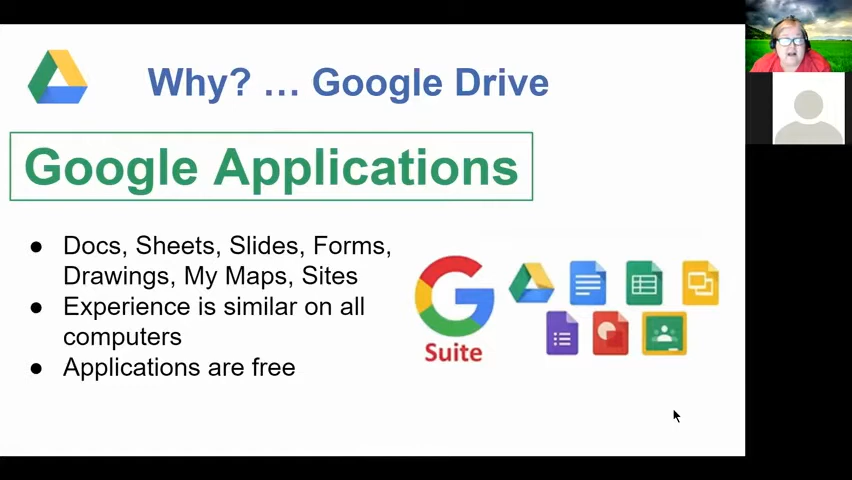 Why? ... Google Drive
Google Applications
● Docs, Sheets, Slides, Forms,
Drawings, My Maps, Sites
● Experience is similar on all
computers
● Applications are free
G
Suite